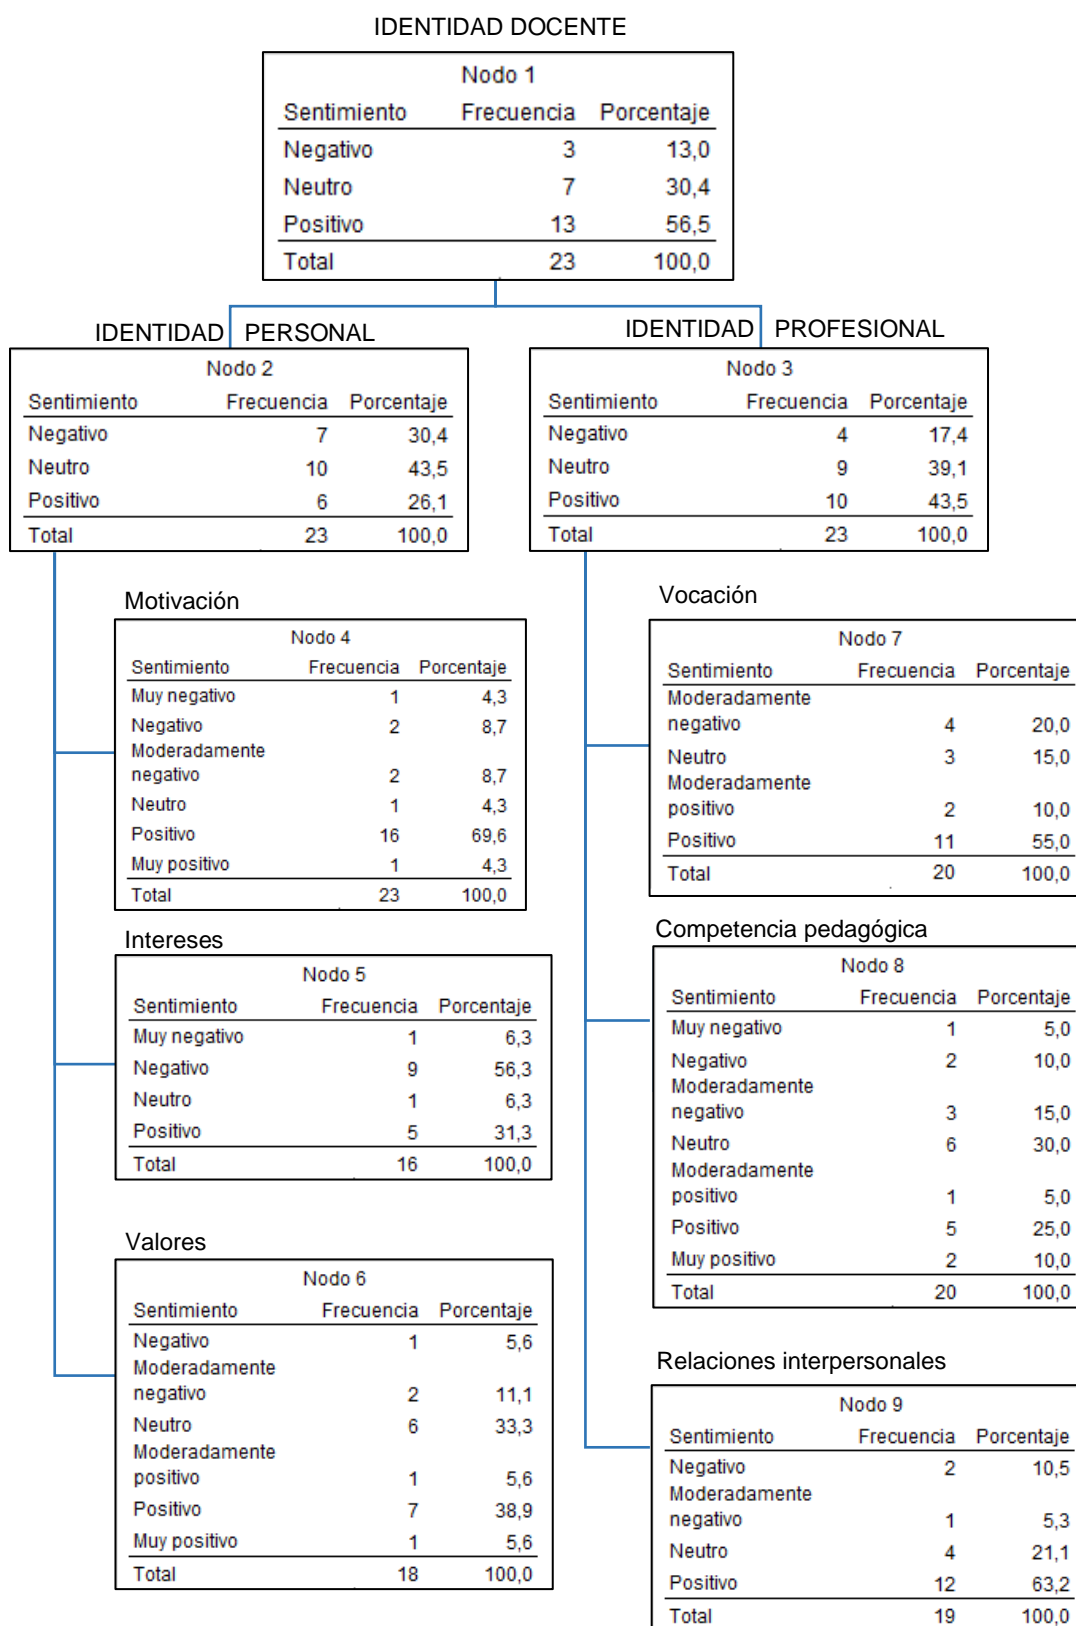 IDENTIDAD DOCENTE
Nodo 1
Sentimiento Frecuencia Porcentaje
Negativo 3 13,0
Neutro 7 30,4
Positivo 13 56,5
Total 23 100,0
IDENTIDAD PERSONAL
Nodo 2
Sentimiento Frecuencia Porcentaje
Negativo 7 30,4
Neutro 10 43,5
Positivo 6 26,1
Total 23 100,0
Motivación
Nodo 4
Sentimiento Frecuencia Porcentaje
Muy negativo 1 4,3
Negativo 2 8,7
Moderadamente
negativo 2 8,7
Neutro 1 4,3
Positivo 16 69,6
Muy positivo 1 4,3
Total 23 100,0
Intereses
Nodo 5
Sentimiento Frecuencia Porcentaje
Muy negativo 1 6,3
Negativo 9 56,3
Neutro 1 6,3
Positivo 5 31,3
Total 16 100,0
Valores
Nodo 6
Sentimiento Frecuencia Porcentaje
Negativo 1 5,6
Moderadamente
negativo 2 11,1
Neutro 6 33,3
Moderadamente
positivo 1 5,6
Positivo 7 38,9
Muy positivo 1 5,6
Total 18 100,0
IDENTIDAD PROFESIONAL
Nodo 3
Sentimiento Frecuencia Porcentaje
Negativo 4 17,4
Neutro 9 39,1
Positivo 10 43,5
Total 23 100,0
Vocación
Nodo 7
Sentimiento Frecuencia Porcentaje
Moderadamente
negativo 4 20,0
Neutro 3 15,0
Moderadamente
positivo 2 10,0
Positivo 11 55,0
Total 20 100,0
Competencia pedagógica
Nodo 8
Sentimiento Frecuencia Porcentaje
Muy negativo 1 5,0
Negativo 2 10,0
Moderadamente
negativo 3 15,0
Neutro 6 30,0
Moderadamente
positivo 1 5,0
Positivo 5 25,0
Muy positivo 2 10,0
Total 20 100,0
Relaciones interpersonales
Nodo 9
Sentimiento Frecuencia Porcentaje
Negativo 2 10,5
Moderadamente
negativo 1 5,3
Neutro 4 21,1
Positivo 12 63,2
Total 19 100,0